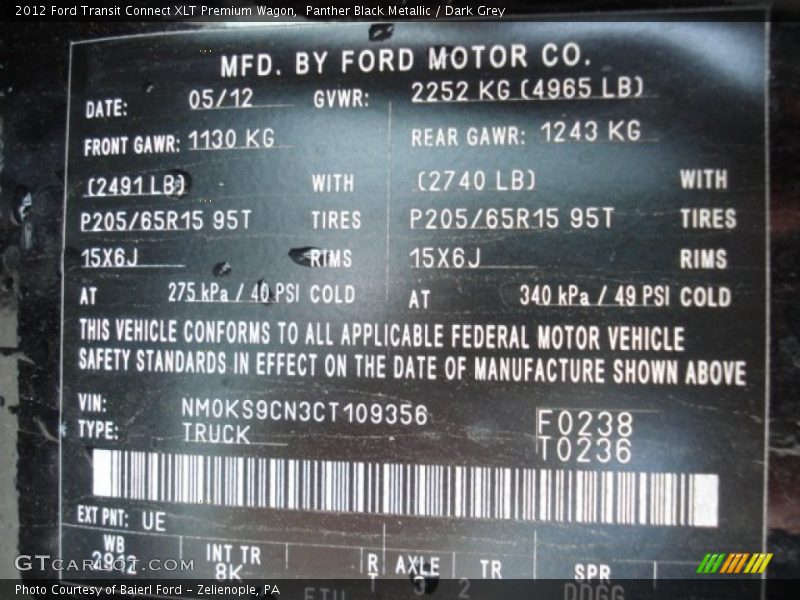 2012 Ford Transit Connect XLT Premium Wagon,  Panther Black Metallic / Dark Grey
MFD. BY FORD MOTOR CO.
DATE: 05/12 GVWR: 2252 KG (4965 LB)
FRONT GAWR: 1130 KG REAR GAWR: 1243 KG
(2491 LB) WITH (2740 LB) WITH
P205/65R15 95T TIRES P205/65R15 95T TIRES
15X6J RIMS 15X6J RIMS
AT 275 kPa / 40 PSI COLD AT 340 kPa / 49 PSI COLD
THIS VEHICLE CONFORMS TO ALL APPLICABLE FEDERAL MOTOR VEHICLE
SAFETY STANDARDS IN EFFECT ON THE DATE OF MANUFACTURE SHOWN ABOVE
VIN: NM0KS9CN3CT109356 F0238
TYPE: TRUCK T0236
EXT PNT: UE
WB INT TR R AXLE TR SPR
8K
GTcarlot.com
Photo Courtesy of Baierl Ford - Zelienople, PA